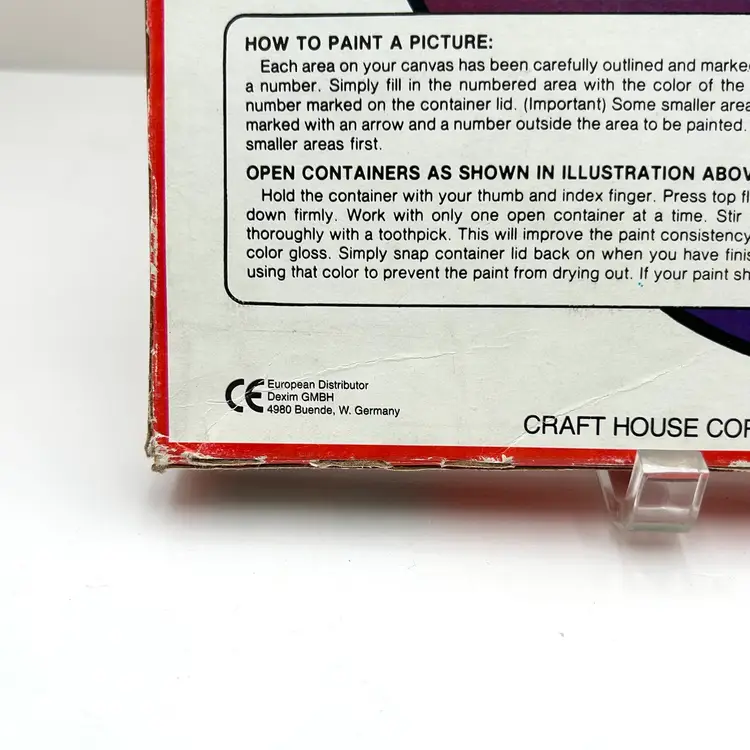 HOW TO PAINT A PICTURE:
Each area on your canvas has been carefully outlined and marked
a number. Simply fill in the numbered area with the color of the
number marked on the container lid. (Important) Some smaller area
marked with an arrow and a number outside the area to be painted.
smaller areas first.
OPEN CONTAINERS AS SHOWN IN ILLUSTRATION ABOV
Hold the container with your thumb and index finger. Press top fl
down firmly. Work with only one open container at a time. Stir
thoroughly with a toothpick. This will improve the paint consistency
color gloss. Simply snap container lid back on when you have finis
using that color to prevent the paint from drying out. If your paint sh
CE European Distributor
Dexim GMBH
4980 Buende, W. Germany
CRAFT HOUSE COR